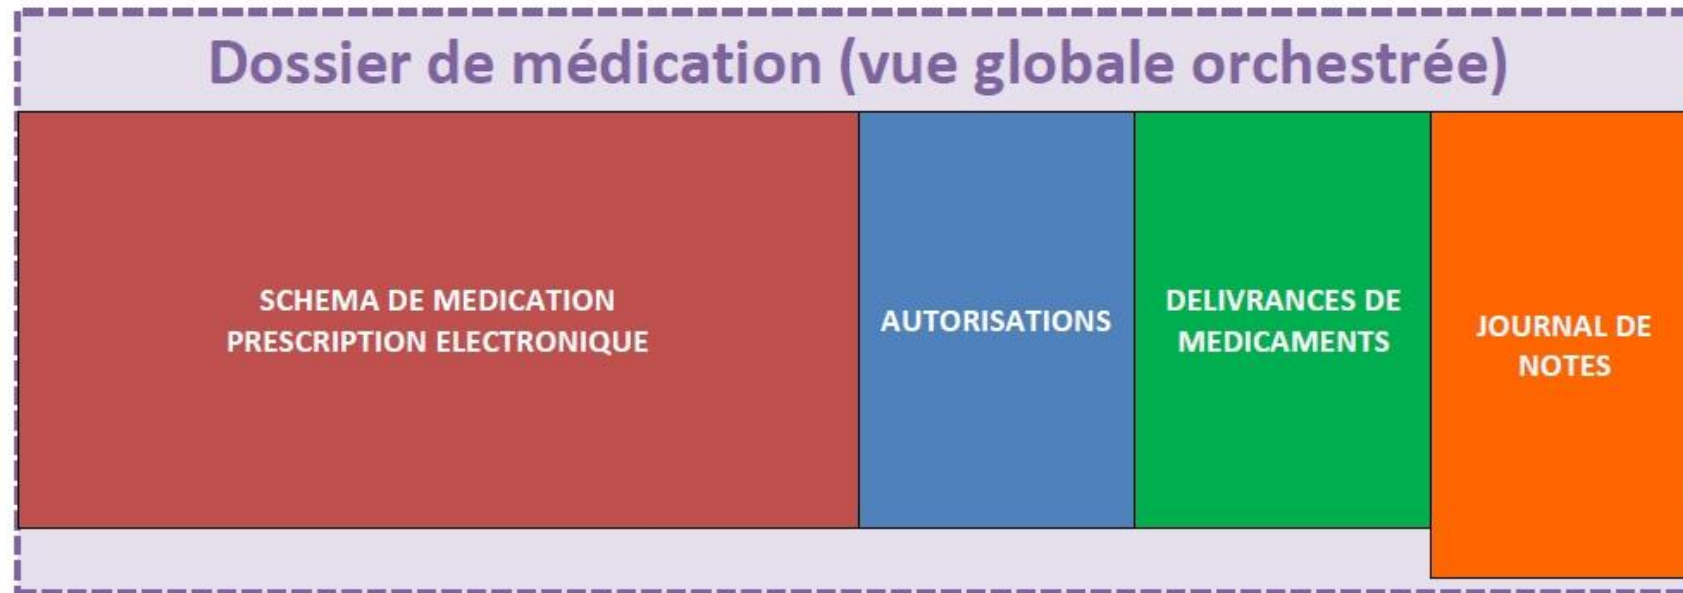 Dossier de médication (vue globale orchestrée)
SCHEMA DE MEDICATION
PRESCRIPTION ELECTRONIQUE
AUTORISATIONS
DELIVRANCES DE
MEDICAMENTS
JOURNAL DE
NOTES